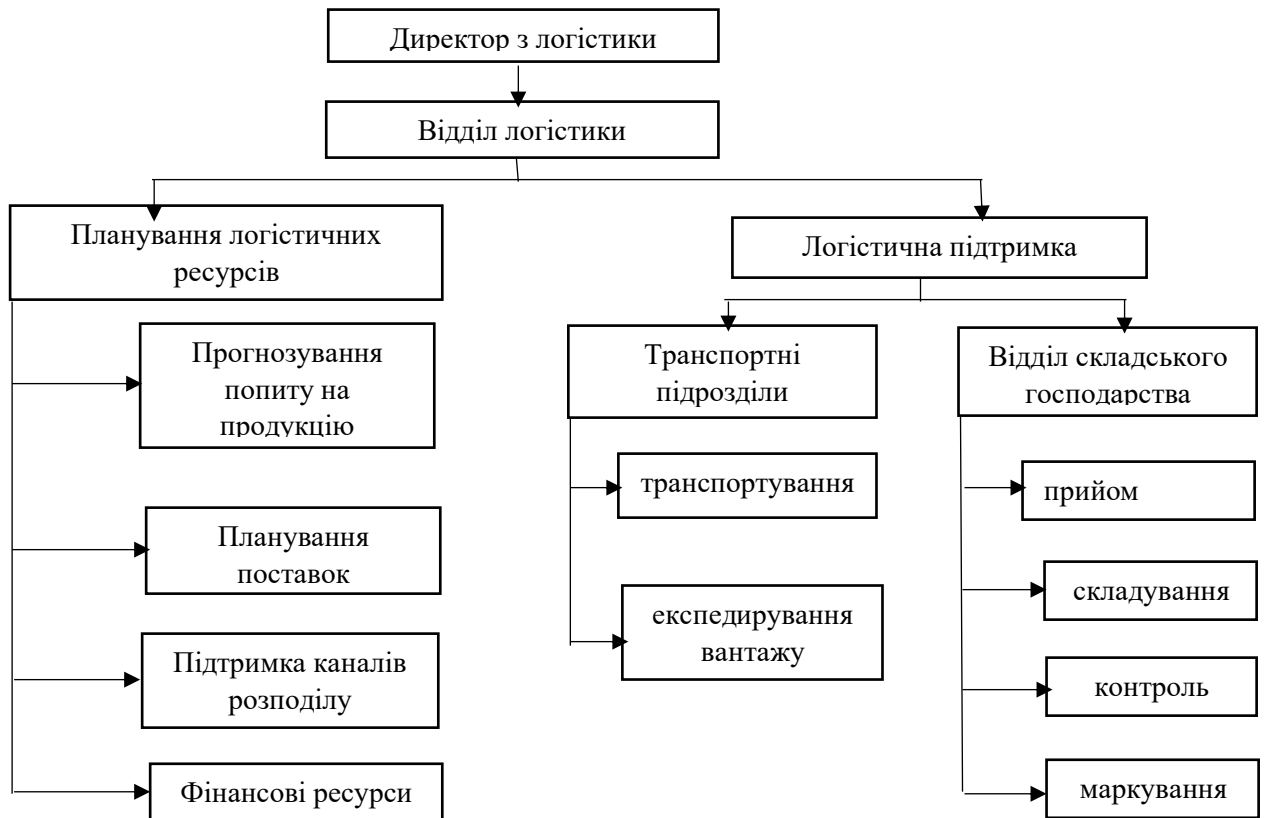 Директор з логістики
Відділ логістики
Планування логістичних
ресурсів
Логістична підтримка
Прогнозування
попиту на
продукцію
Планування
поставок
Підтримка каналів
розподілу
Фінансові ресурси
Транспортні
підрозділи
транспортування
експедирування
вантажу
Відділ складського
господарства
прийом
складування
контроль
маркування